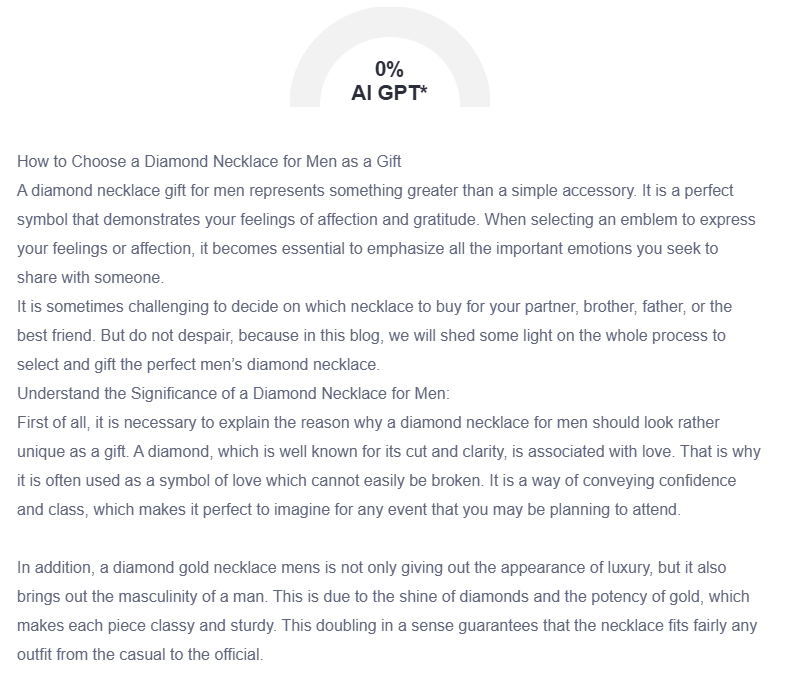 0%
AI GPT*
How to Choose a Diamond Necklace for Men as a Gift
A diamond necklace gift for men represents something greater than a simple accessory. It is a perfect
symbol that demonstrates your feelings of affection and gratitude. When selecting an emblem to express
your feelings or affection, it becomes essential to emphasize all the important emotions you seek to
share with someone.
It is sometimes challenging to decide on which necklace to buy for your partner, brother, father, or the
best friend. But do not despair, because in this blog, we will shed some light on the whole process to
select and gift the perfect men’s diamond necklace.
Understand the Significance of a Diamond Necklace for Men:
First of all, it is necessary to explain the reason why a diamond necklace for men should look rather
unique as a gift. A diamond, which is well known for its cut and clarity, is associated with love. That is why
it is often used as a symbol of love which cannot easily be broken. It is a way of conveying confidence
and class, which makes it perfect to imagine for any event that you may be planning to attend.
In addition, a diamond gold necklace mens is not only giving out the appearance of luxury, but it also
brings out the masculinity of a man. This is due to the shine of diamonds and the potency of gold, which
makes each piece classy and sturdy. This doubling in a sense guarantees that the necklace fits fairly any
outfit from the casual to the official.